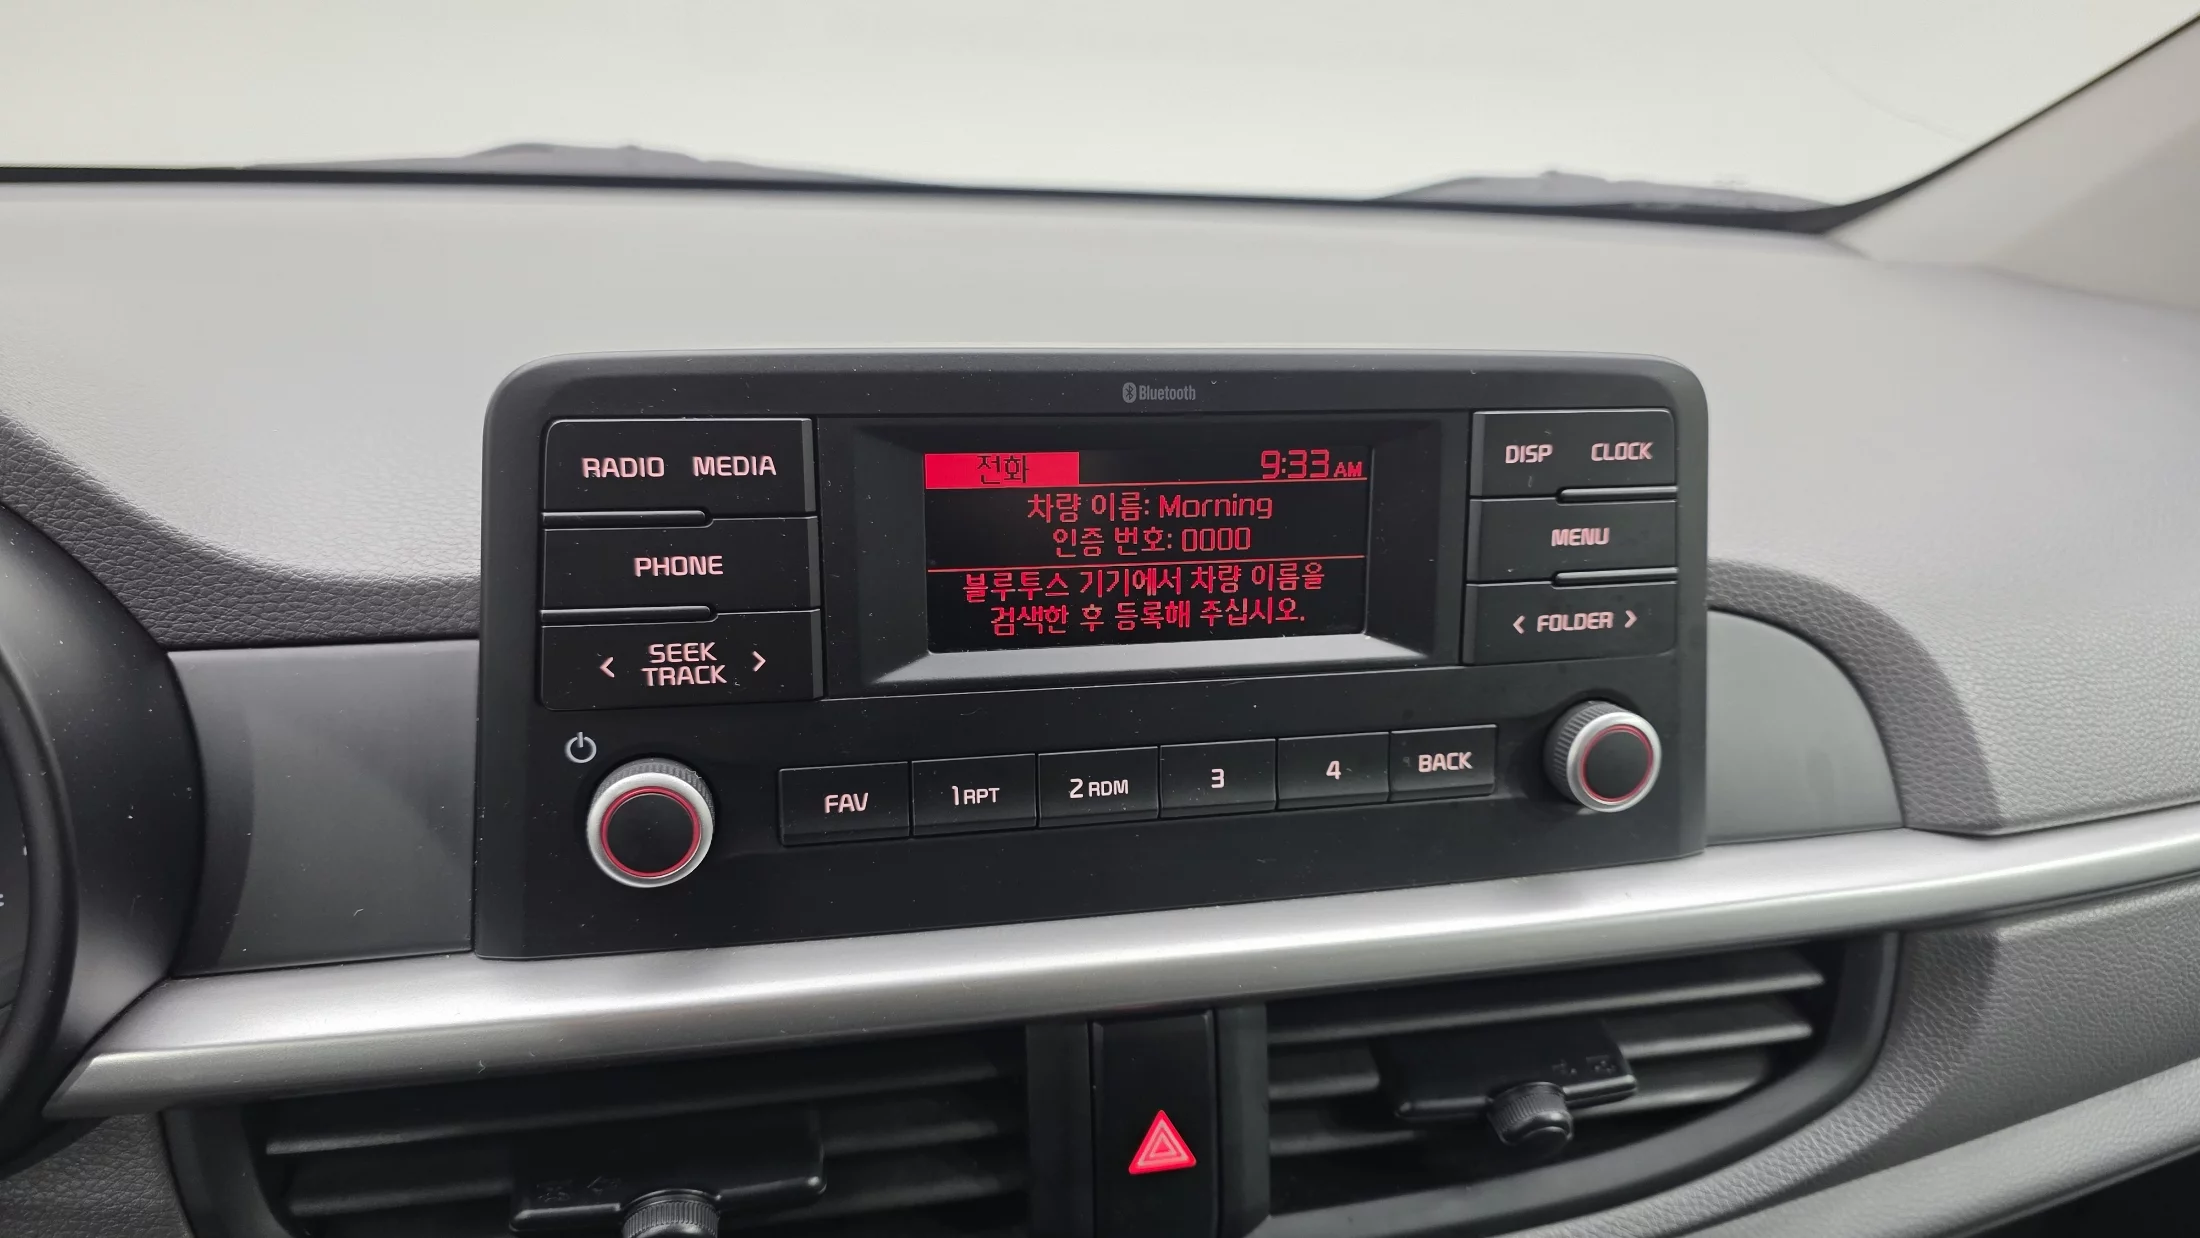 Bluetooth
RADIO MEDIA
PHONE
< SEEK TRACK >
전화 9:33 AM
차량 이름: Morning
인증 번호: 0000
블루투스 기기에서 차량 이름을
검색한 후 등록해 주십시오.
DISP CLOCK
MENU
< FOLDER >
FAV 1 RPT 2 RDM 3 4 BACK